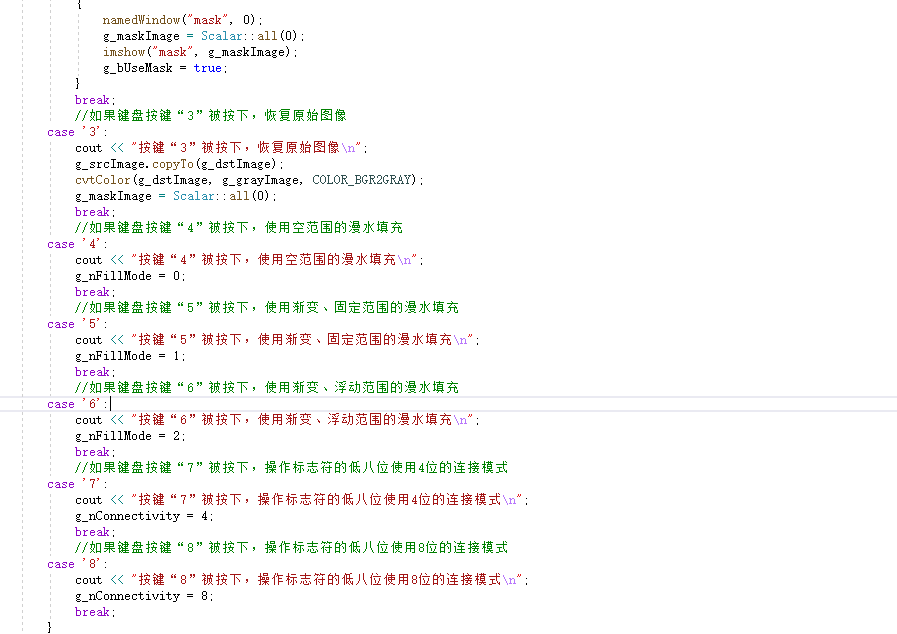 {
namedWindow("mask", 0);
g_maskImage = Scalar::all(0);
imshow("mask", g_maskImage);
g_bUseMask = true;
}
break;
//如果键盘按键“3”被按下，恢复原始图像
case '3':
cout << "按键“3”被按下，恢复原始图像\n";
g_srcImage.copyTo(g_dstImage);
cvtColor(g_dstImage, g_grayImage, COLOR_BGR2GRAY);
g_maskImage = Scalar::all(0);
break;
//如果键盘按键“4”被按下，使用空范围的漫水填充
case '4':
cout << "按键“4”被按下，使用空范围的漫水填充\n";
g_nFillMode = 0;
break;
//如果键盘按键“5”被按下，使用渐变、固定范围的漫水填充
case '5':
cout << "按键“5”被按下，使用渐变、固定范围的漫水填充\n";
g_nFillMode = 1;
break;
//如果键盘按键“6”被按下，使用渐变、浮动范围的漫水填充
case '6':
cout << "按键“6”被按下，使用渐变、浮动范围的漫水填充\n";
g_nFillMode = 2;
break;
//如果键盘按键“7”被按下，操作标志符的低八位使用4位的连接模式
case '7':
cout << "按键“7”被按下，操作标志符的低八位使用4位的连接模式\n";
g_nConnectivity = 4;
break;
//如果键盘按键“8”被按下，操作标志符的低八位使用8位的连接模式
case '8':
cout << "按键“8”被按下，操作标志符的低八位使用8位的连接模式\n";
g_nConnectivity = 8;
break;
}